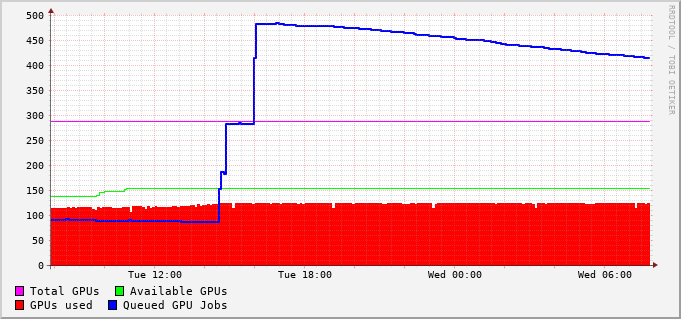 500
450
400
350
300
250
200
150
100
50
0
Tue 12:00 Tue 18:00 Wed 00:00 Wed 06:00
Total GPUs Available GPUs
GPUs used Queued GPU Jobs
RRDTOOL / TOBI OETIKER